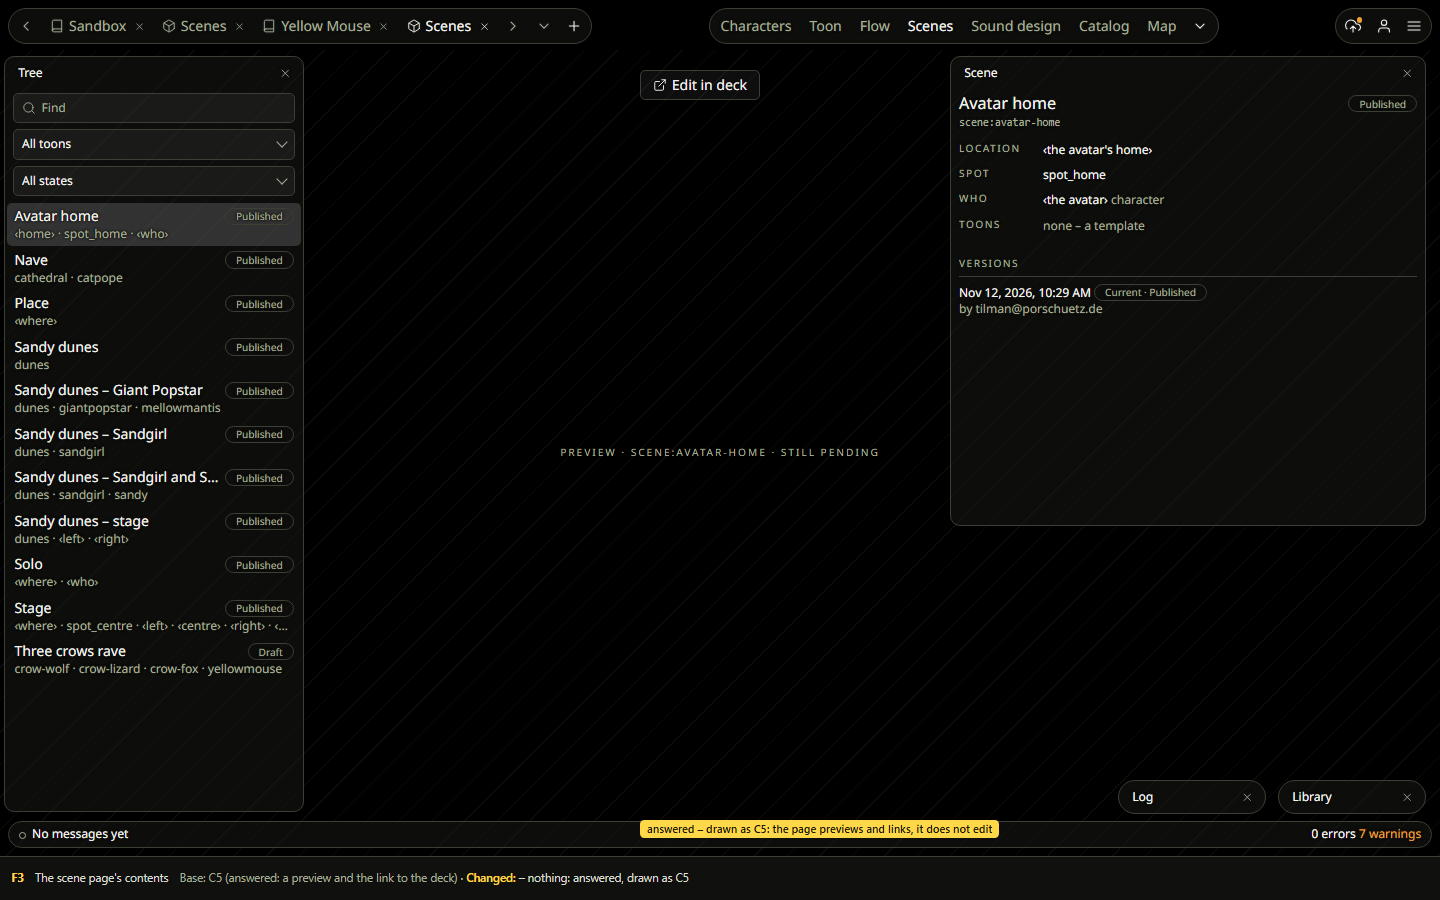 Sandbox Scenes Yellow Mouse Scenes
Characters Toon Flow Scenes Sound design Catalog Map
Tree
Find
All toons
All states
Avatar home Published
‹home› · spot_home · ‹who›
Nave Published
cathedral · catpope
Place Published
‹where›
Sandy dunes Published
dunes
Sandy dunes – Giant Popstar Published
dunes · giantpopstar · mellowmantis
Sandy dunes – Sandgirl Published
dunes · sandgirl
Sandy dunes – Sandgirl and S... Published
dunes · sandgirl · sandy
Sandy dunes – stage Published
dunes · ‹left› · ‹right›
Solo Published
‹where› · ‹who›
Stage Published
‹where› · spot_centre · ‹left› · ‹centre› · ‹right› · ‹...
Three crows rave Draft
crow-wolf · crow-lizard · crow-fox · yellowmouse
Edit in deck
PREVIEW · SCENE:AVATAR-HOME · STILL PENDING
Scene
Avatar home Published
scene:avatar-home
LOCATION ‹the avatar's home›
SPOT spot_home
WHO ‹the avatar› character
TOONS none – a template
VERSIONS
Nov 12, 2026, 10:29 AM Current · Published
by tilman@porschuetz.de
Log
Library
No messages yet
answered – drawn as C5: the page previews and links, it does not edit
0 errors 7 warnings
F3 The scene page's contents Base: C5 (answered: a preview and the link to the deck) · Changed: – nothing: answered, drawn as C5